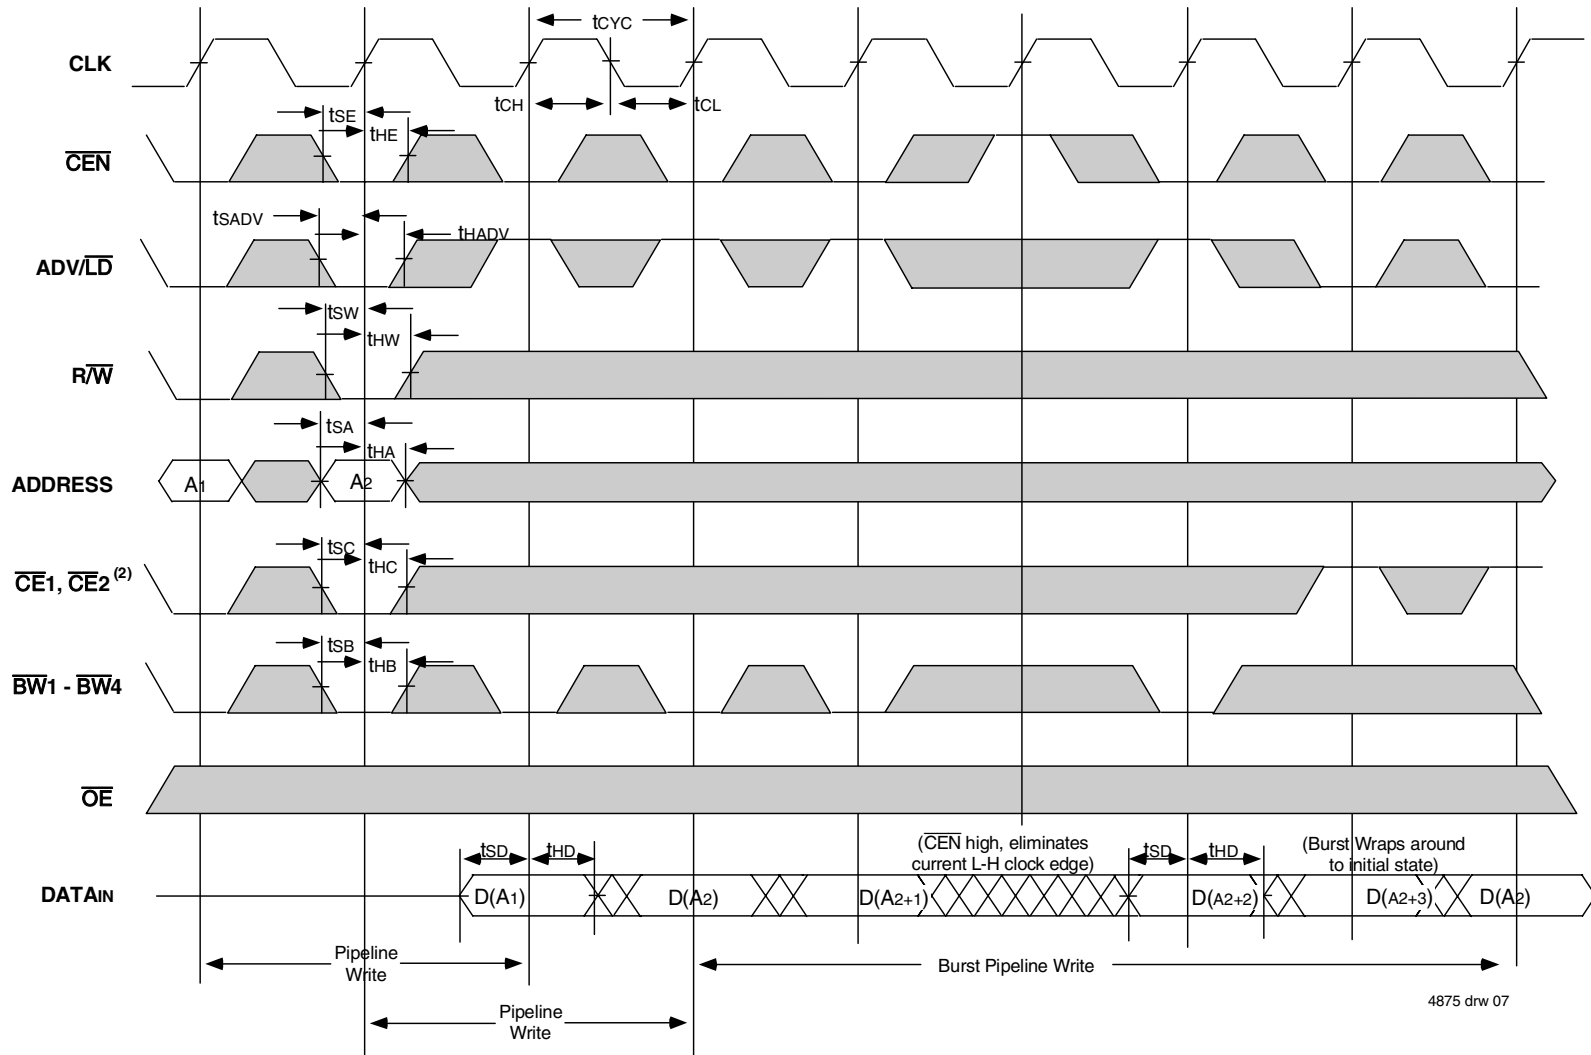 tCYC
CLK
tCH
tCL
tSE
tHE
CEN
tSADV
tHADV
ADV/LD
tSW
tHW
R/W
tSA
tHA
ADDRESS
A1
A2
tSC
tHC
CE1, CE2 (2)
tSB
tHB
BW1 - BW4
OE
(CEN high, eliminates
current L-H clock edge)
(Burst Wraps around
to initial state)
tSD
tHD
tSD
tHD
DATAIN
D(A1)
D(A2)
D(A2+1)
D(A2+2)
D(A2+3)
D(A2)
Pipeline
Write
Burst Pipeline Write
4875 drw 07
Pipeline
Write